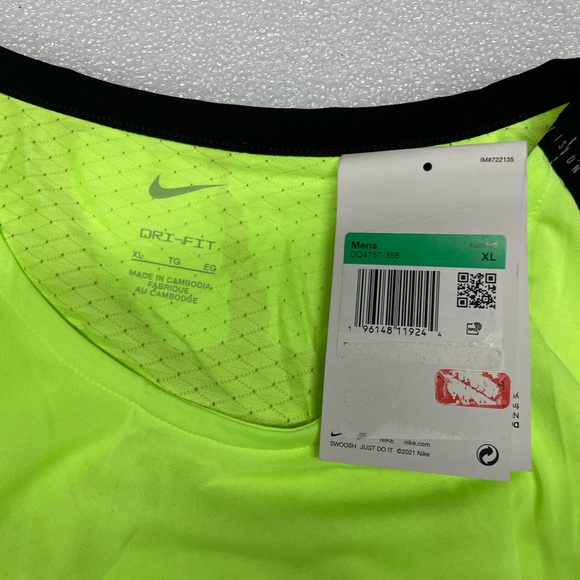 DRI-FIT
XL TG EG
MADE IN CAMBODIA,
FABRIQUE
AU CAMBODGE
IM#722135
Mens
DQ4757-358 XL
1 96148 11924 4
nike.com
SWOOSH. JUST DO IT. ©2021 Nike